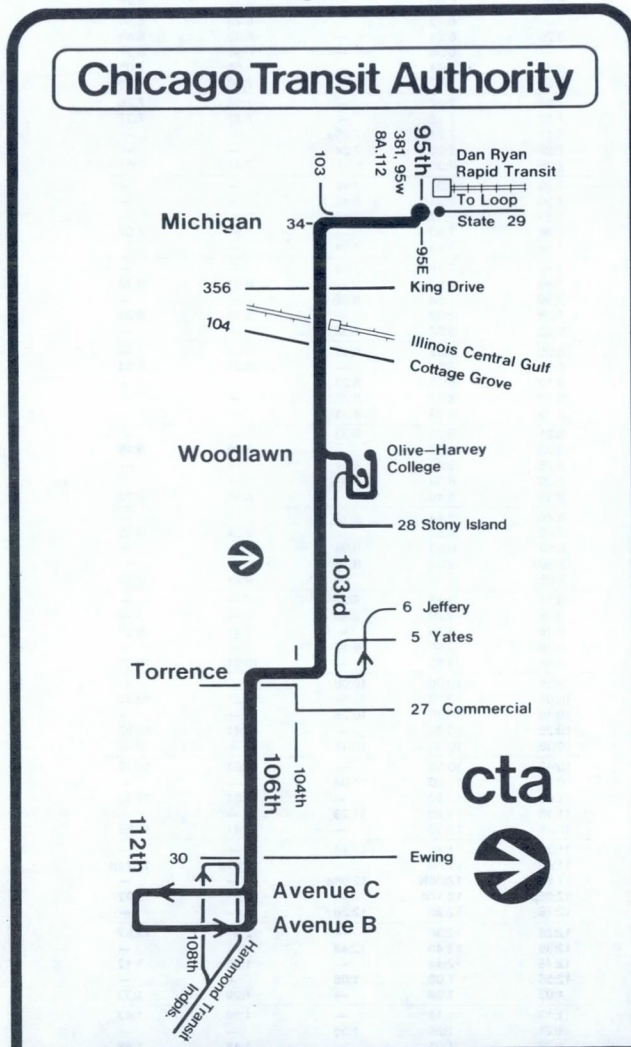 Chicago Transit Authority
103
95th
381, 95w
8A.112
Dan Ryan
Rapid Transit
To Loop
State 29
Michigan
34
95E
356
King Drive
104
Illinois Central Gulf
Cottage Grove
Woodlawn
Olive–Harvey
College
28 Stony Island
103rd
6 Jeffery
5 Yates
Torrence
27 Commercial
106th
104th
cta
112th
30
Ewing
Avenue C
Avenue B
108th
Hammond Transit
Indpls.